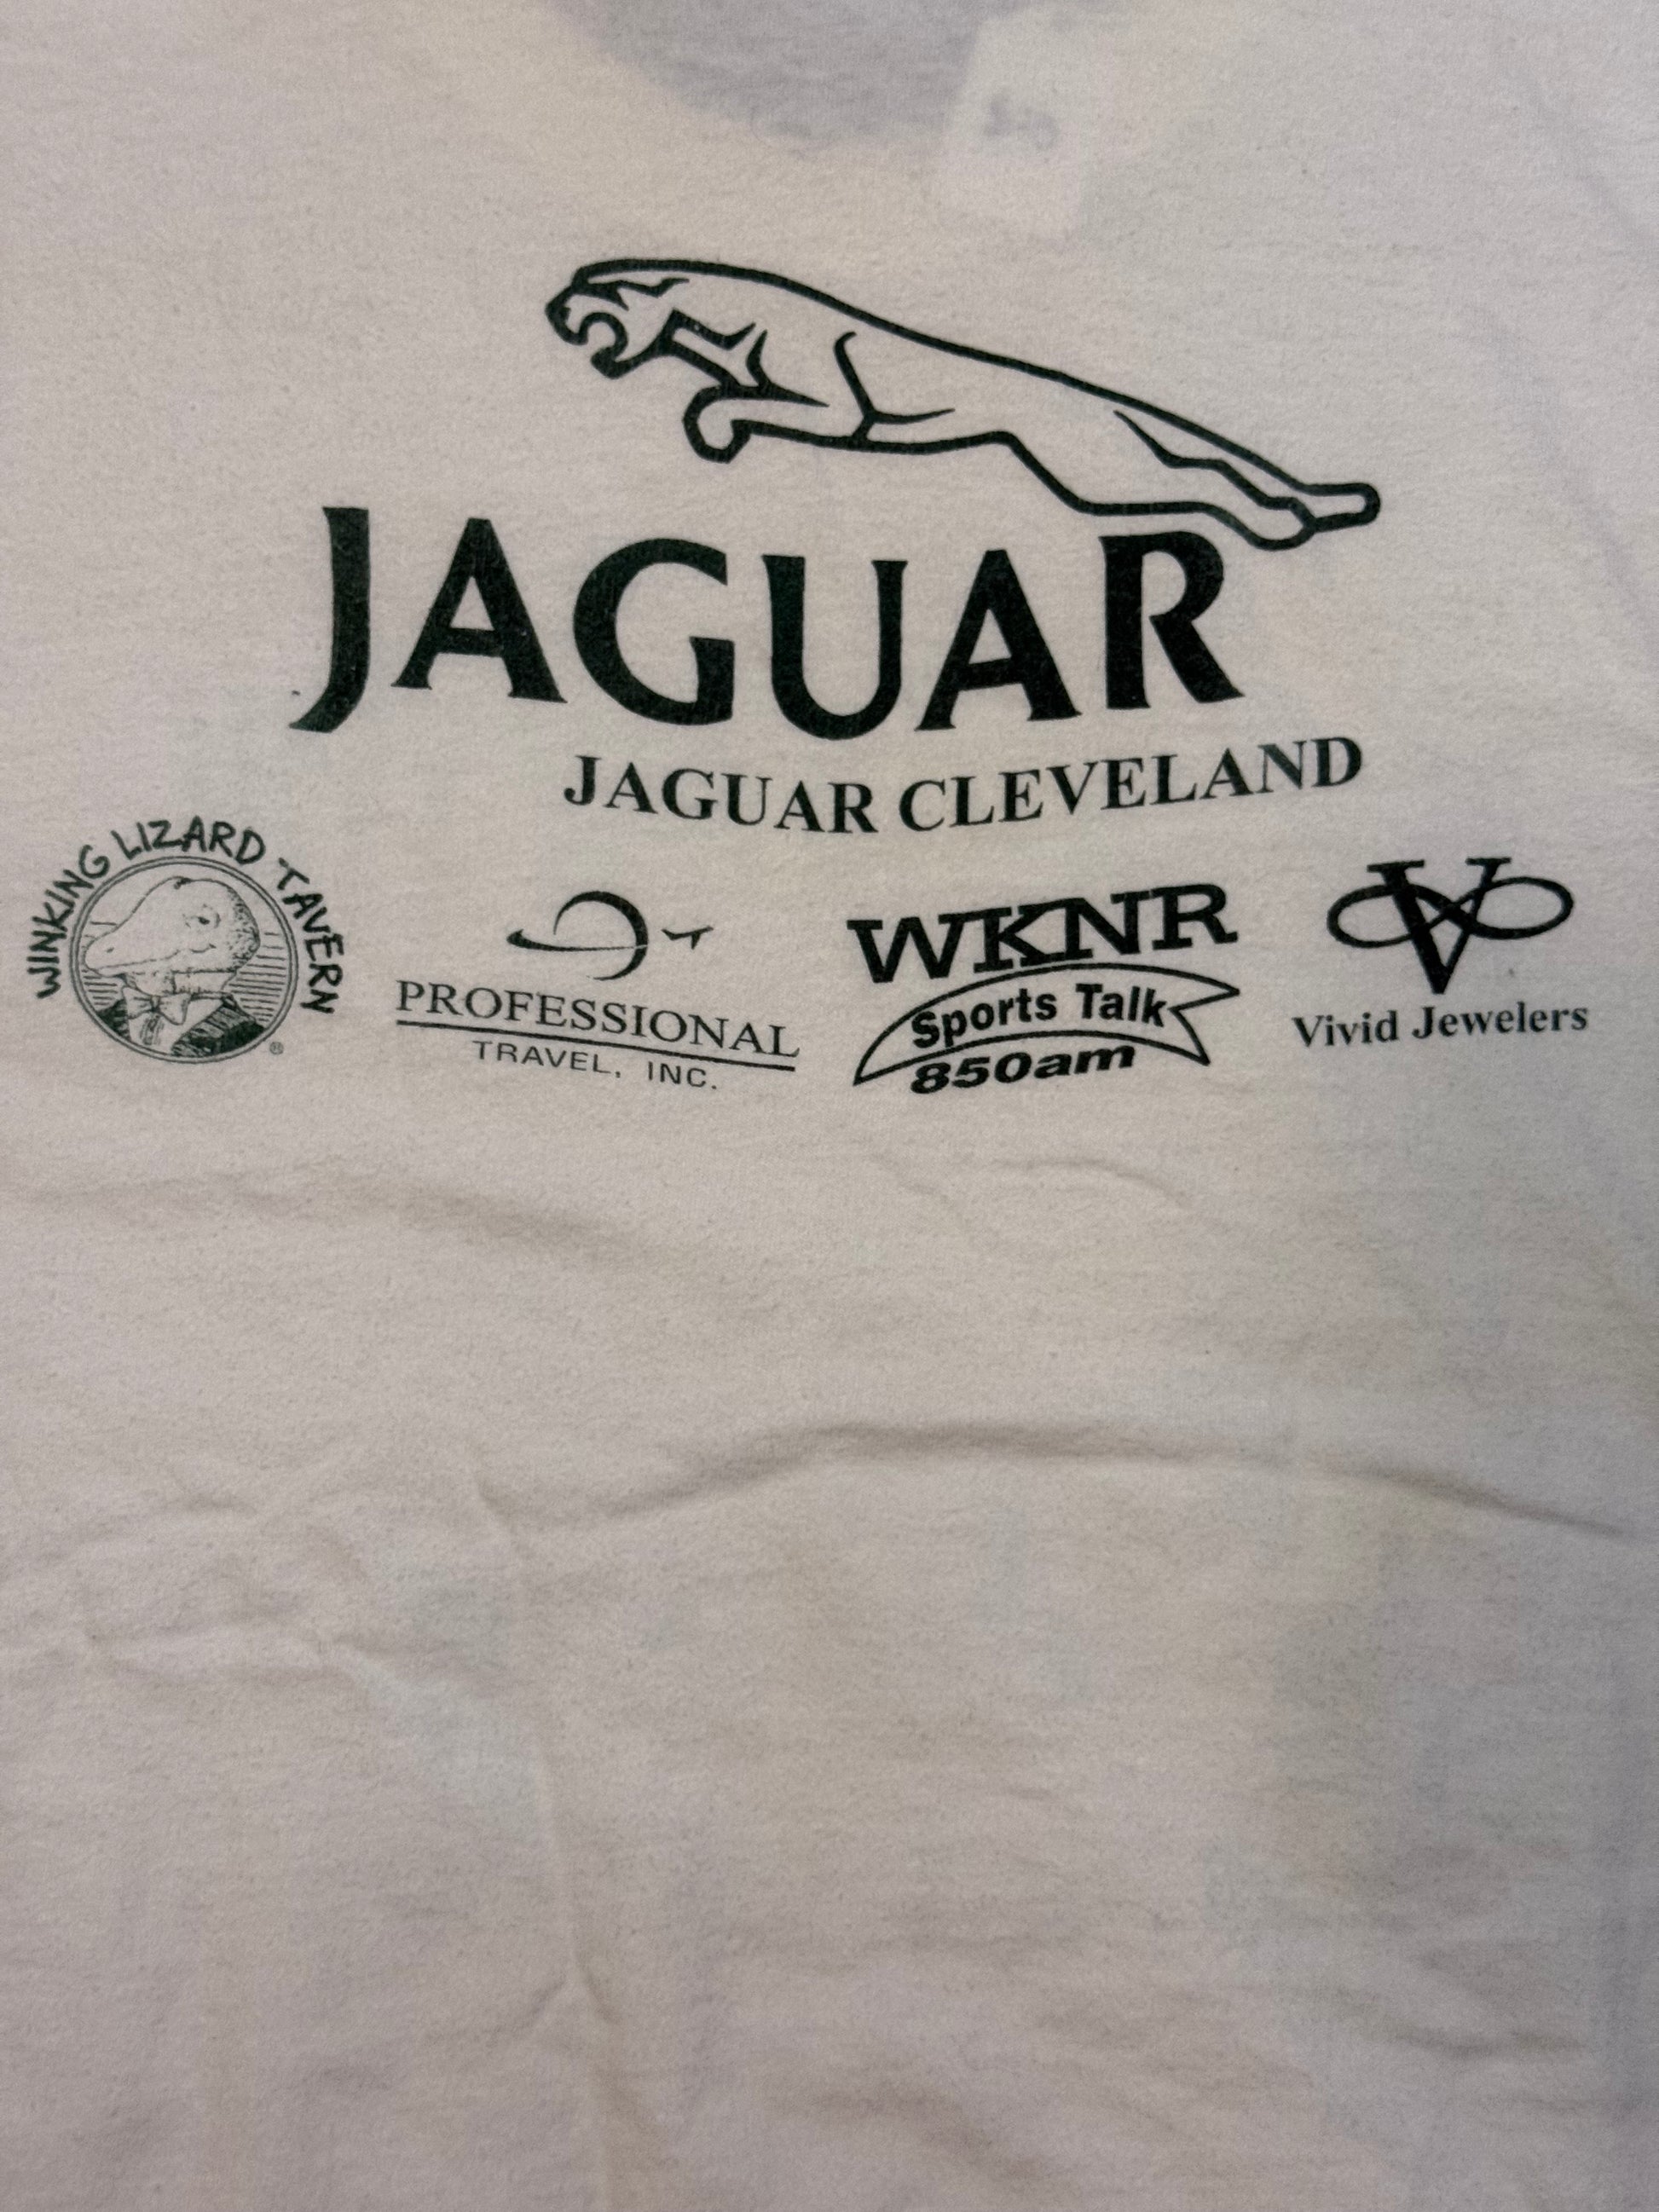 JAGUAR
JAGUAR CLEVELAND
WINKING LIZARD TAVERN
®
PROFESSIONAL
TRAVEL, INC.
WKNR
Sports Talk
850am
V
Vivid Jewelers